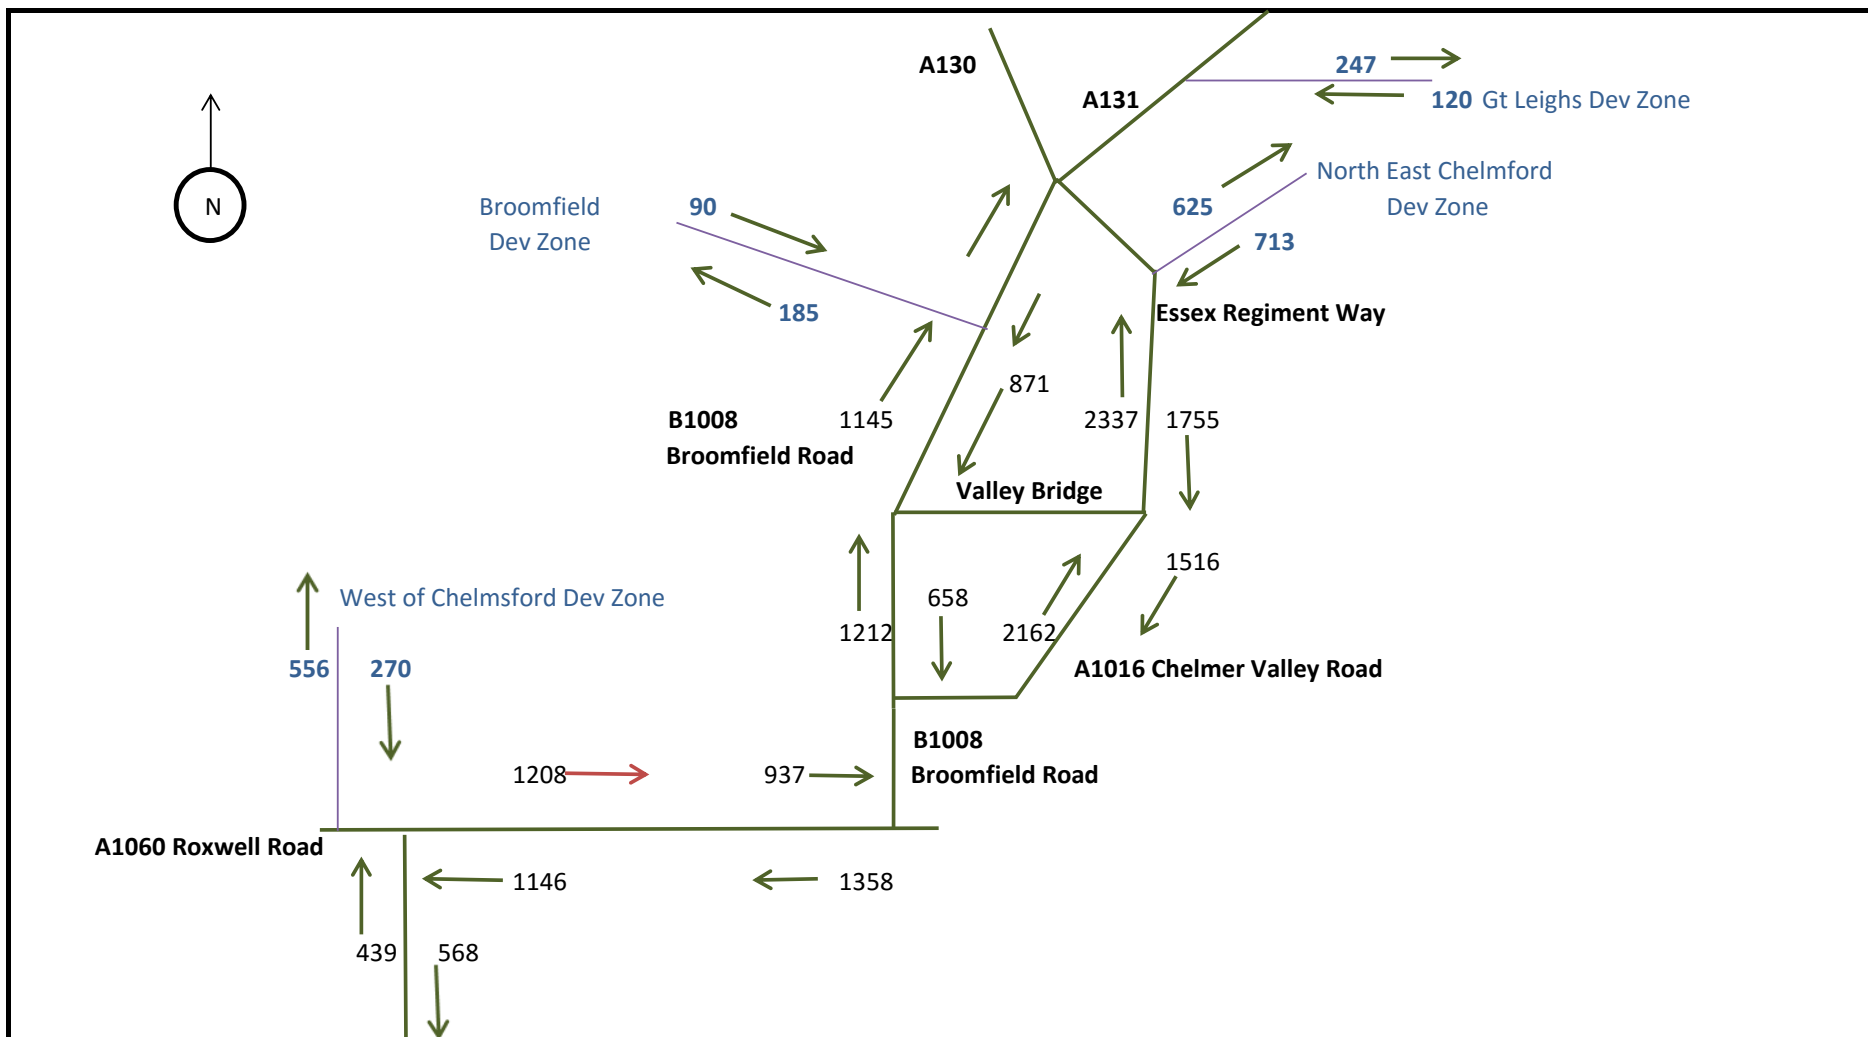 A130
247
A131
120 Gt Leighs Dev Zone
North East Chelmford
Dev Zone
N
Broomfield
Dev Zone
90
625
713
185
Essex Regiment Way
871
B1008
Broomfield Road
1145
2337
1755
Valley Bridge
1516
West of Chelmsford Dev Zone
658
1212
2162
556
270
A1016 Chelmer Valley Road
B1008
Broomfield Road
1208
937
A1060 Roxwell Road
1146
1358
439
568